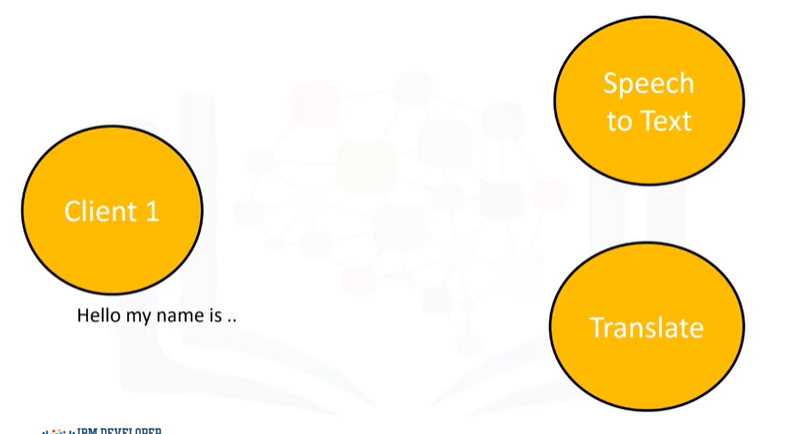 Speech
to Text
Client 1
Hello my name is ..
Translate
IBM DEVELOPER